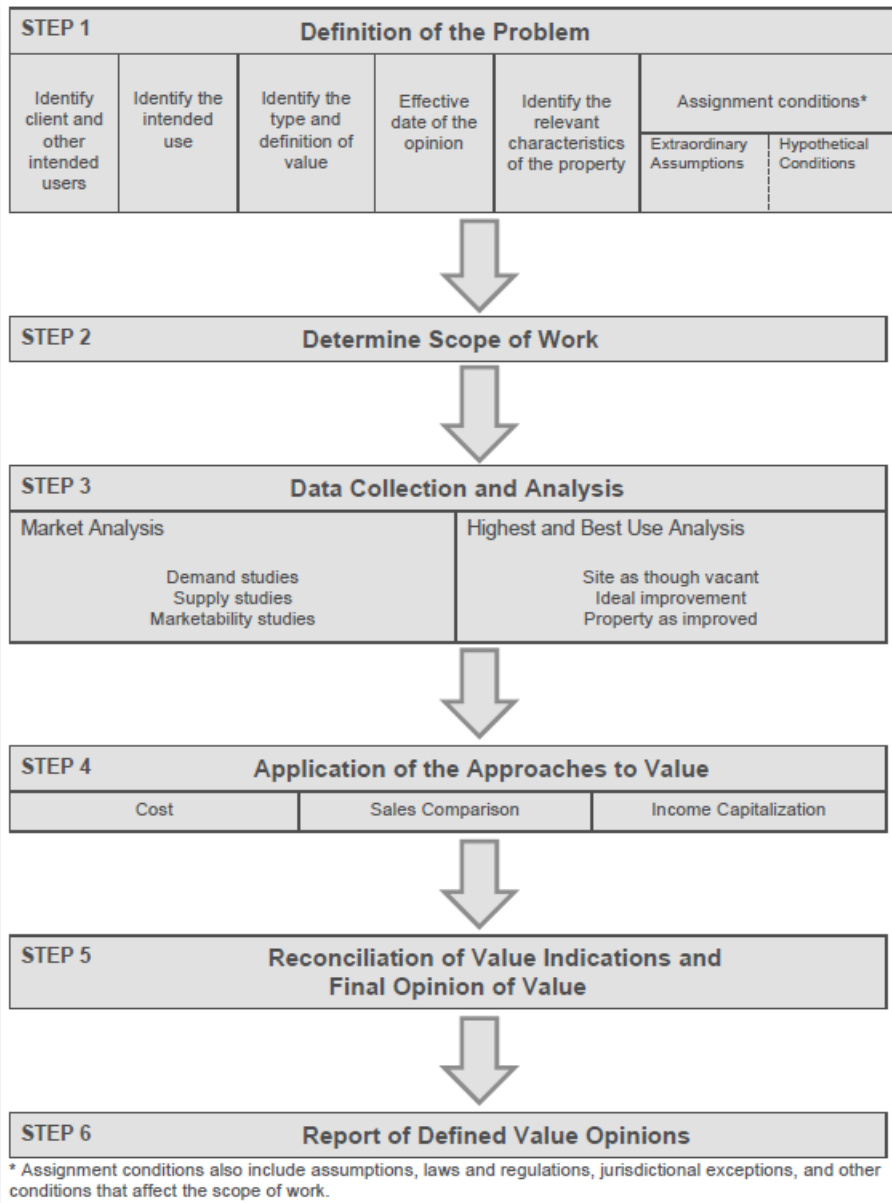 STEP 1
Definition of the Problem
Identify
client and
other
intended
users
Identify the
intended
use
Identify the
type and
definition of
value
Effective
date of the
opinion
Identify the
relevant
characteristics
of the property
Assignment conditions*
Extraordinary
Assumptions
Hypothetical
Conditions
STEP 2
Determine Scope of Work
STEP 3
Data Collection and Analysis
Market Analysis
Demand studies
Supply studies
Marketability studies
Highest and Best Use Analysis
Site as though vacant
Ideal improvement
Property as improved
STEP 4
Application of the Approaches to Value
Cost
Sales Comparison
Income Capitalization
STEP 5
Reconciliation of Value Indications and
Final Opinion of Value
STEP 6
Report of Defined Value Opinions
* Assignment conditions also include assumptions, laws and regulations, jurisdictional exceptions, and other
conditions that affect the scope of work.